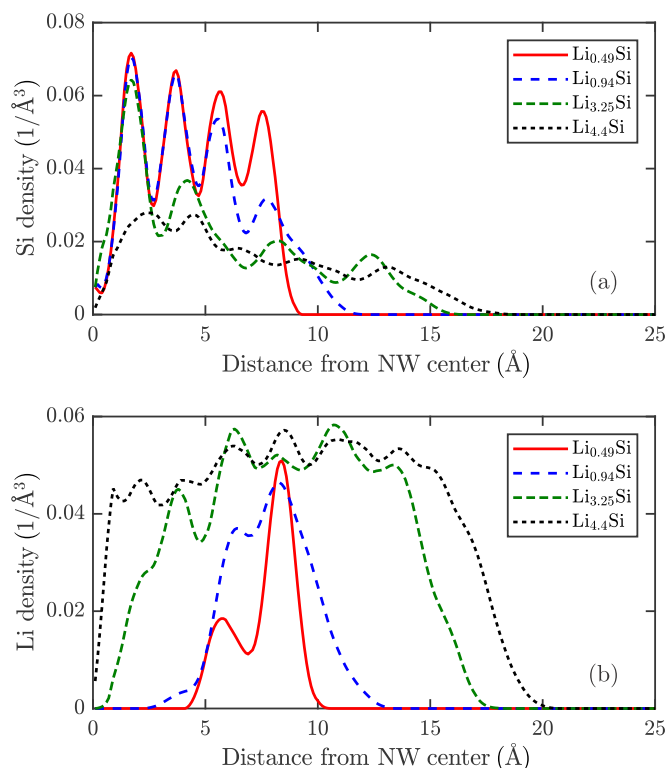 0.08
0.06
0.04
0.02
0
Si density (1/Å³)
Li₀.₄₉Si
Li₀.₉₄Si
Li₃.₂₅Si
Li₄.₄Si
(a)
0 5 10 15 20 25
Distance from NW center (Å)
0.06
0.04
0.02
0
Li density (1/Å³)
Li₀.₄₉Si
Li₀.₉₄Si
Li₃.₂₅Si
Li₄.₄Si
(b)
0 5 10 15 20 25
Distance from NW center (Å)